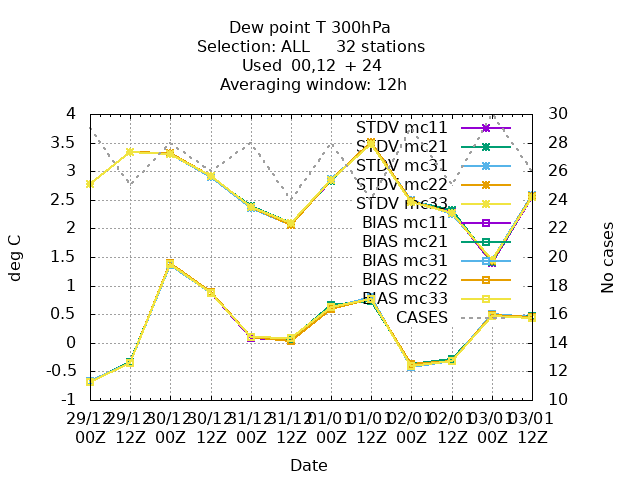 Dew point T 300hPa
Selection: ALL 32 stations
Used 00,12 + 24
Averaging window: 12h
4
3.5
3
2.5
2
1.5
1
0.5
0
-0.5
-1
30
28
26
24
22
20
18
16
14
12
10
deg C
No cases
STDV mc11
STDV mc21
STDV mc31
STDV mc22
STDV mc33
BIAS mc11
BIAS mc21
BIAS mc31
BIAS mc22
BIAS mc33
CASES
29/12 29/12 30/12 30/12 31/12 31/12 01/01 01/01 02/01 02/01 03/01 03/01
00Z 12Z 00Z 12Z 00Z 12Z 00Z 12Z 00Z 12Z 00Z 12Z
Date